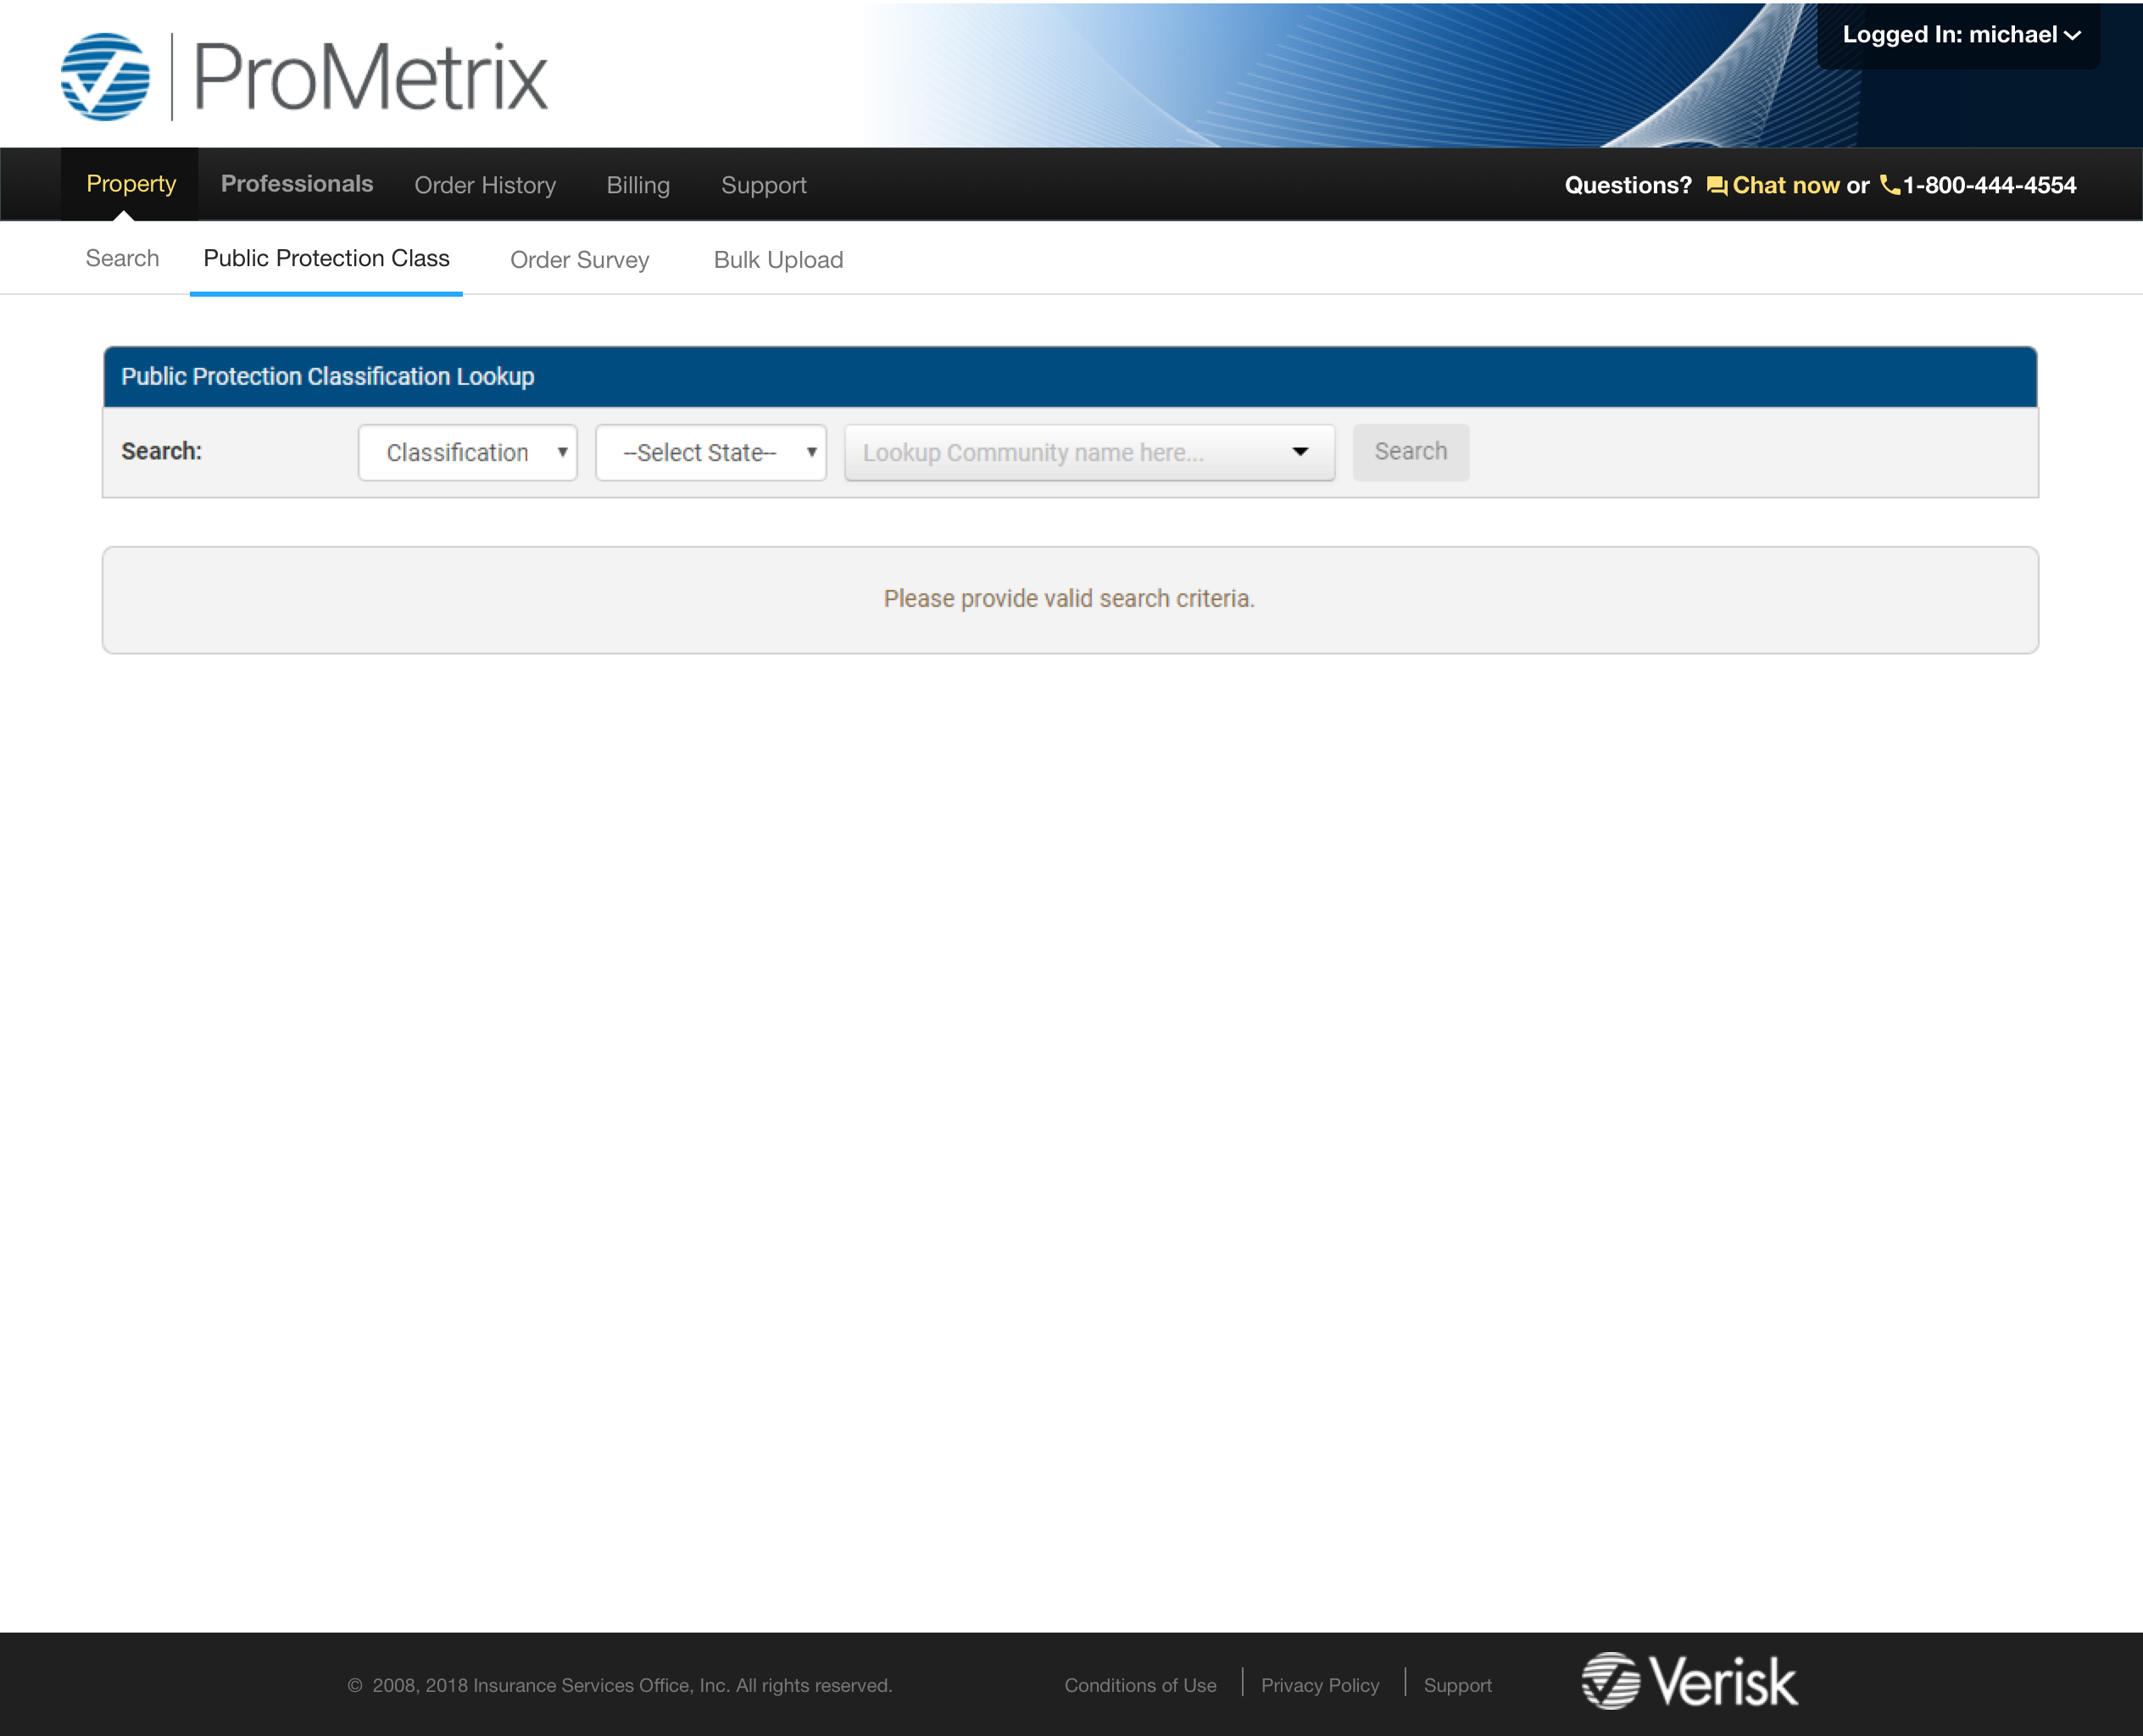 ProMetrix
Logged In: michael
Property Professionals Order History Billing Support Questions? Chat now or 1-800-444-4554
Search Public Protection Class Order Survey Bulk Upload
Public Protection Classification Lookup
Search: Classification --Select State-- Lookup Community name here... Search
Please provide valid search criteria.
© 2008, 2018 Insurance Services Office, Inc. All rights reserved. Conditions of Use Privacy Policy Support Verisk